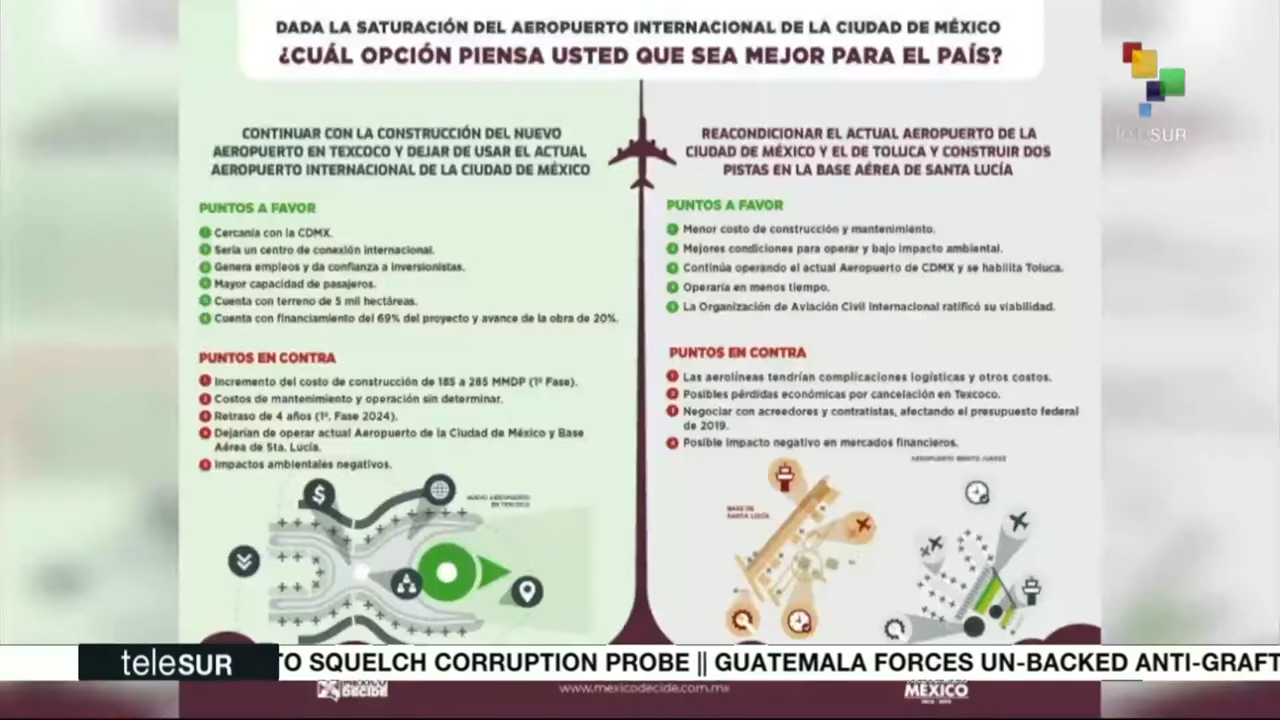 DADA LA SATURACIÓN DEL AEROPUERTO INTERNACIONAL DE LA CIUDAD DE MÉXICO
¿CUÁL OPCIÓN PIENSA USTED QUE SEA MEJOR PARA EL PAÍS?
teleSUR
CONTINUAR CON LA CONSTRUCCIÓN DEL NUEVO
AEROPUERTO EN TEXCOCO Y DEJAR DE USAR EL ACTUAL
AEROPUERTO INTERNACIONAL DE LA CIUDAD DE MÉXICO
PUNTOS A FAVOR
Cercanía con la CDMX.
Sería un centro de conexión internacional.
Genera empleos y da confianza a inversionistas.
Mayor capacidad de pasajeros.
Cuenta con terreno de 5 mil hectáreas.
Cuenta con financiamiento del 69% del proyecto y avance de la obra de 20%.
PUNTOS EN CONTRA
Incremento del costo de construcción de 185 a 285 MMDP (1ª Fase).
Costos de mantenimiento y operación sin determinar.
Retraso de 4 años (1ª. Fase 2024).
Dejarían de operar actual Aeropuerto de la Ciudad de México y Base
Aérea de Sta. Lucía.
Impactos ambientales negativos.
NUEVO AEROPUERTO
EN TEXCOCO
REACONDICIONAR EL ACTUAL AEROPUERTO DE LA
CIUDAD DE MÉXICO Y EL DE TOLUCA Y CONSTRUIR DOS
PISTAS EN LA BASE AÉREA DE SANTA LUCÍA
PUNTOS A FAVOR
Menor costo de construcción y mantenimiento.
Mejores condiciones para operar y bajo impacto ambiental.
Continúa operando el actual Aeropuerto de CDMX y se habilita Toluca.
Operaría en menos tiempo.
La Organización de Aviación Civil Internacional ratificó su viabilidad.
PUNTOS EN CONTRA
Las aerolíneas tendrían complicaciones logísticas y otros costos.
Posibles pérdidas económicas por cancelación en Texcoco.
Negociar con acreedores y contratistas, afectando el presupuesto federal
de 2019.
Posible impacto negativo en mercados financieros.
AEROPUERTO BENITO JUÁREZ
BASE DE
SANTA LUCÍA
teleSUR TO SQUELCH CORRUPTION PROBE || GUATEMALA FORCES UN-BACKED ANTI-GRAFT
MÉXICO
DECIDE
www.mexicodecide.com.mx
MÉXICO